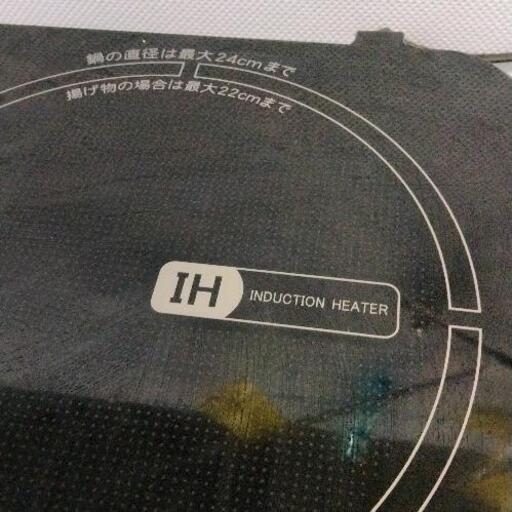 鍋の直径は最大24cmまで
揚げ物の場合は最大22cmまで
IH INDUCTION HEATER